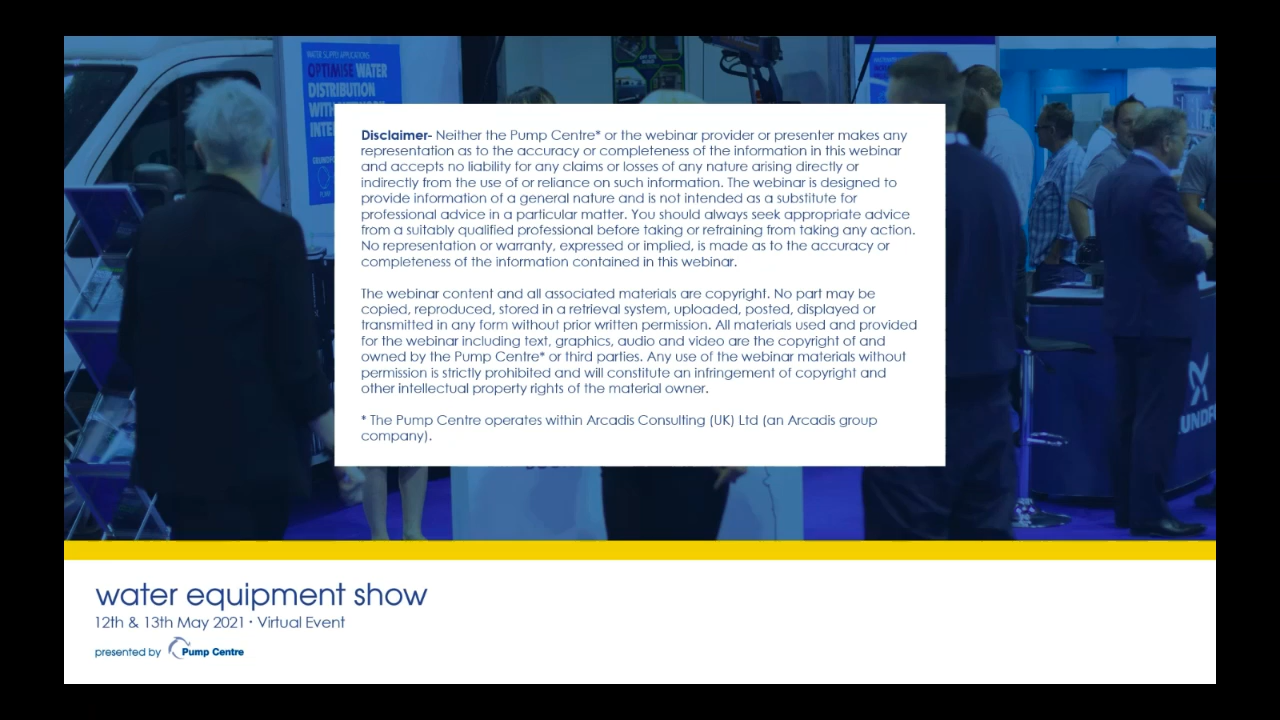 WATER SUPPLY APPLICATIONS
OPTIMISE WATER
DISTRIBUTION
Disclaimer- Neither the Pump Centre* or the webinar provider or presenter makes any
representation as to the accuracy or completeness of the information in this webinar
and accepts no liability for any claims or losses of any nature arising directly or
indirectly from the use of or reliance on such information. The webinar is designed to
provide information of a general nature and is not intended as a substitute for
professional advice in a particular matter. You should always seek appropriate advice
from a suitably qualified professional before taking or refraining from taking any action.
No representation or warranty, expressed or implied, is made as to the accuracy or
completeness of the information contained in this webinar.
The webinar content and all associated materials are copyright. No part may be
copied, reproduced, stored in a retrieval system, uploaded, posted, displayed or
transmitted in any form without prior written permission. All materials used and provided
for the webinar including text, graphics, audio and video are the copyright of and
owned by the Pump Centre* or third parties. Any use of the webinar materials without
permission is strictly prohibited and will constitute an infringement of copyright and
other intellectual property rights of the material owner.
* The Pump Centre operates within Arcadis Consulting (UK) Ltd (an Arcadis group
company).
water equipment show
12th & 13th May 2021 • Virtual Event
presented by Pump Centre